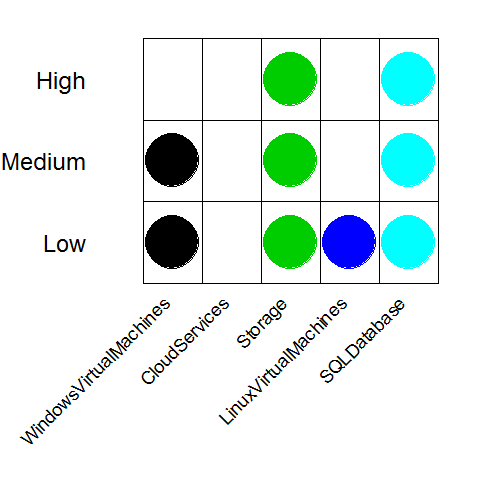 High
Medium
Low
WindowsVirtualMachines
CloudServices
Storage
LinuxVirtualMachines
SQLDatabase